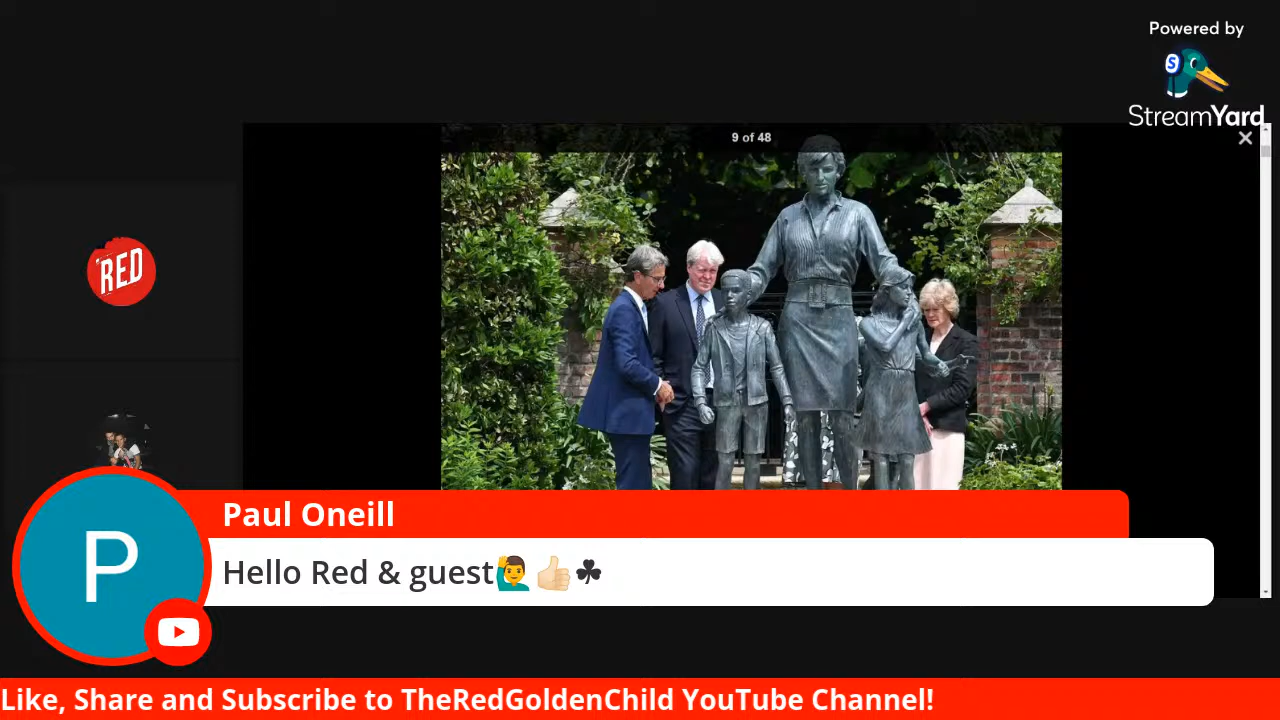 Powered by
S
StreamYard
9 of 48
RED
P
Paul Oneill
Hello Red & guest🙋‍♂️👍🏻☘
Like, Share and Subscribe to TheRedGoldenChild YouTube Channel!